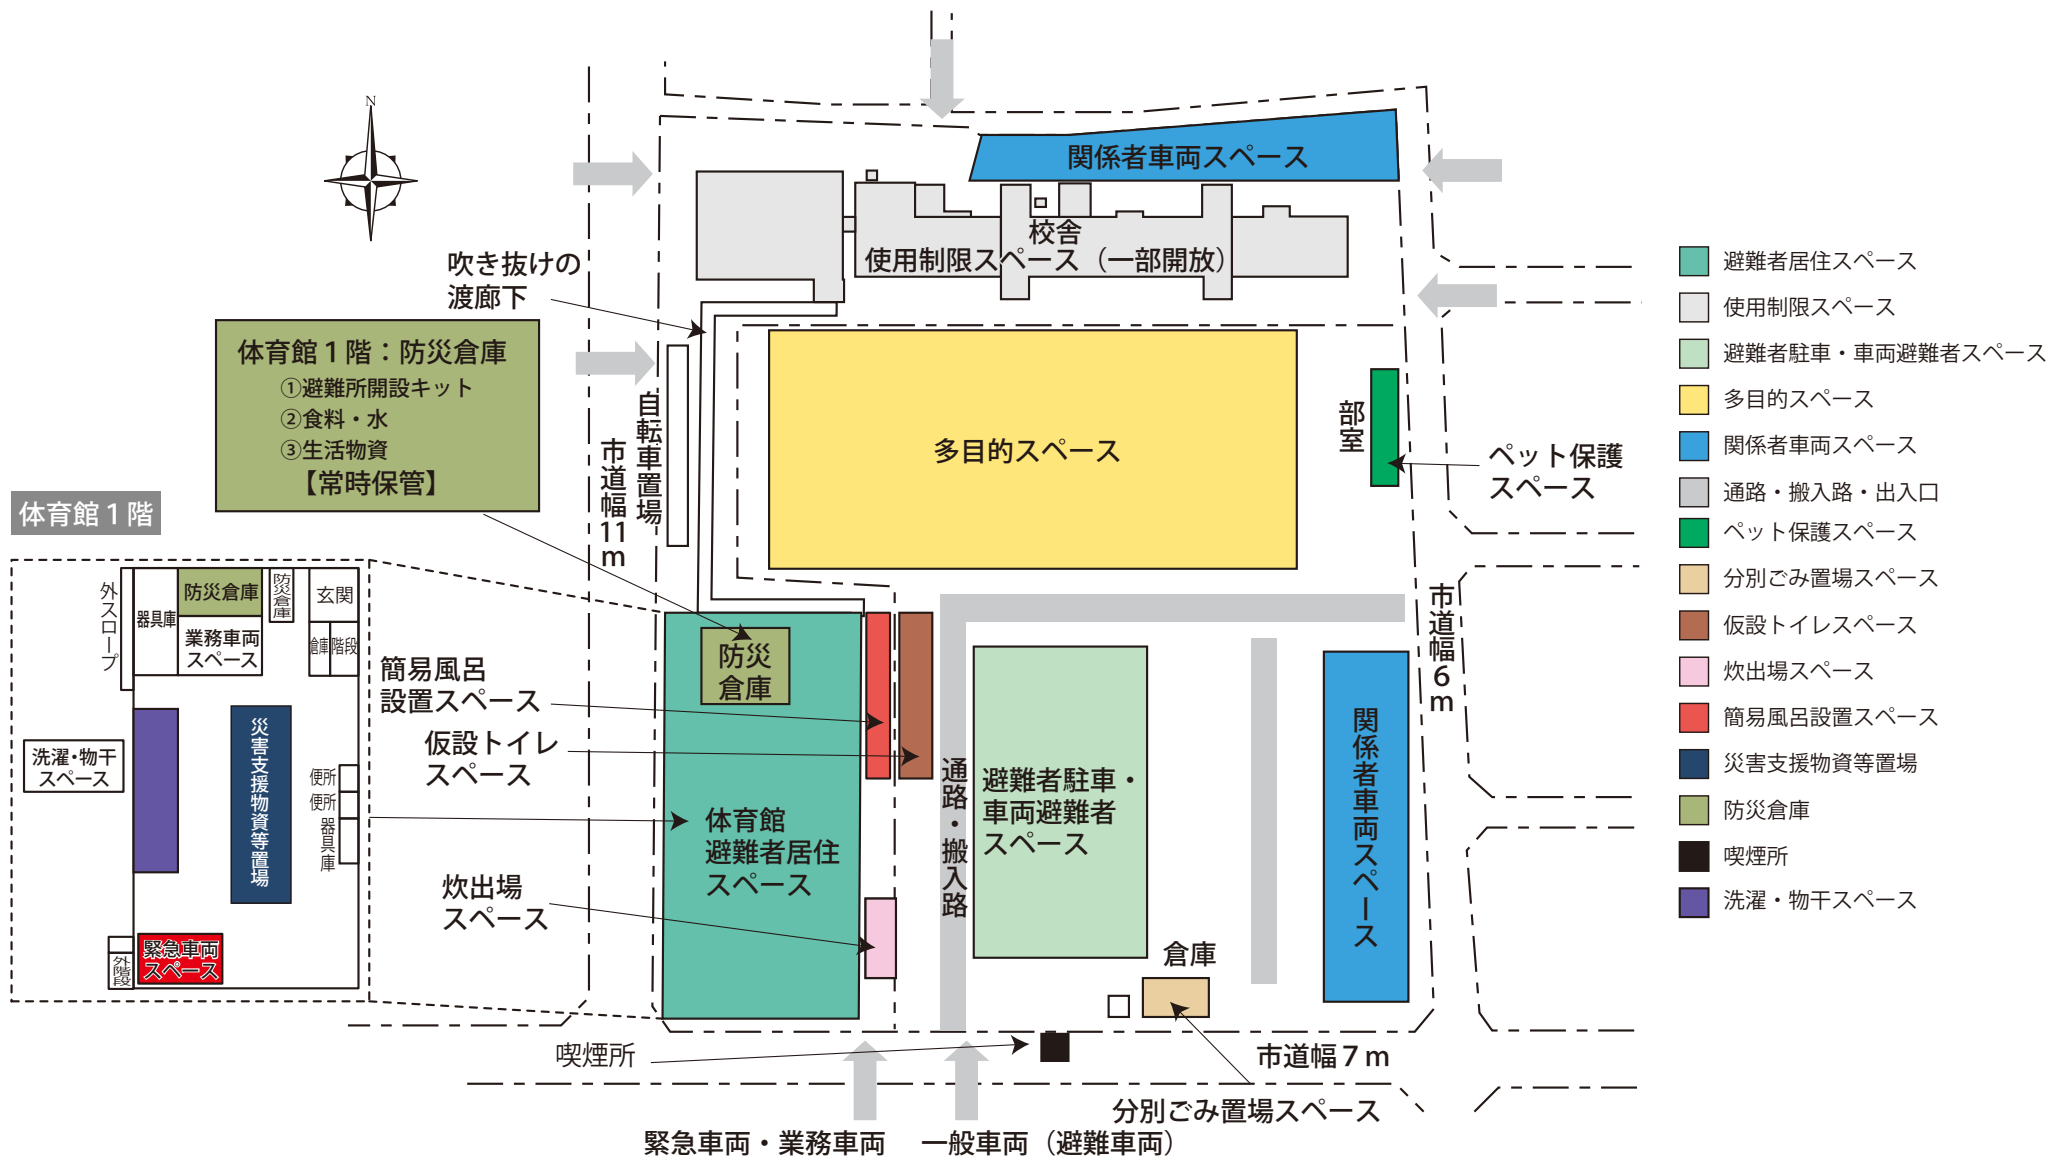 N
関係者車両スペース
校舎
使用制限スペース（一部開放）
吹き抜けの
渡廊下
体育館１階：防災倉庫
①避難所開設キット
②食料・水
③生活物資
【常時保管】
自転車置場
市道幅11m
多目的スペース
部室
ペット保護
スペース
体育館１階
外スロープ
器具庫
防災倉庫
業務車両
スペース
防災倉庫
玄関
倉庫
階段
洗濯・物干
スペース
災害支援物資等置場
便所
便所
器具庫
緊急車両
スペース
外階段
簡易風呂
設置スペース
仮設トイレ
スペース
炊出場
スペース
防災
倉庫
体育館
避難者居住
スペース
通路・搬入路
避難者駐車・
車両避難者
スペース
関係者車両スペース
市道幅6m
倉庫
喫煙所
市道幅７m
分別ごみ置場スペース
緊急車両・業務車両
一般車両（避難車両）
避難者居住スペース
使用制限スペース
避難者駐車・車両避難者スペース
多目的スペース
関係者車両スペース
通路・搬入路・出入口
ペット保護スペース
分別ごみ置場スペース
仮設トイレスペース
炊出場スペース
簡易風呂設置スペース
災害支援物資等置場
防災倉庫
喫煙所
洗濯・物干スペース